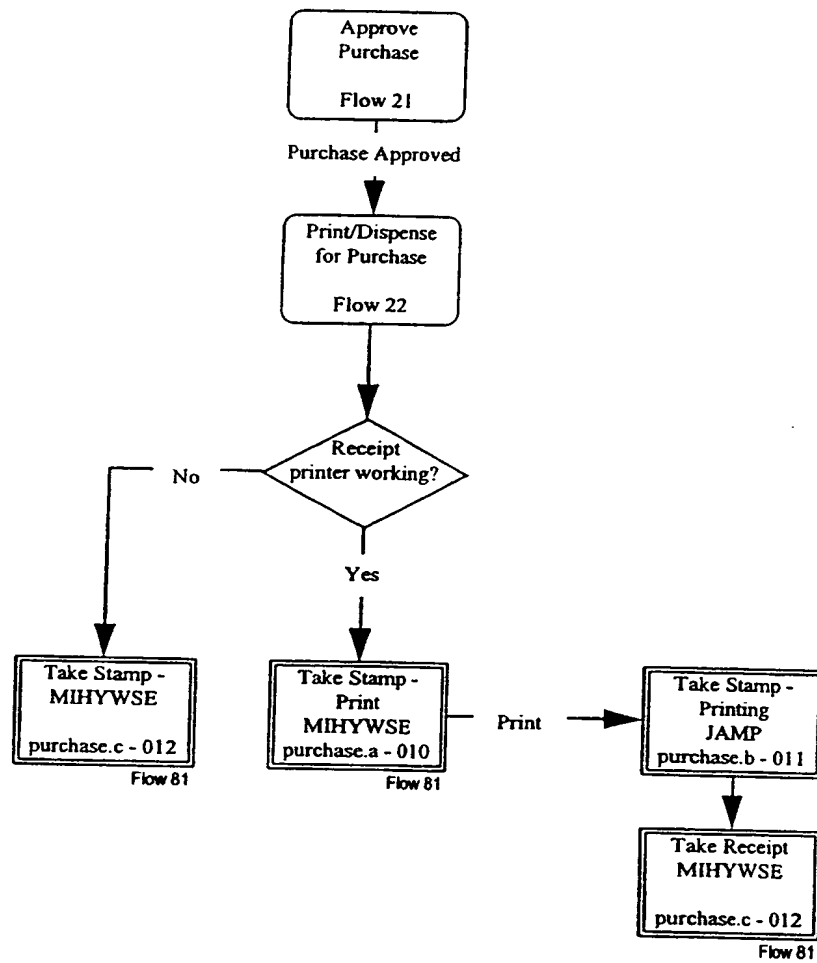 Approve
Purchase
Flow 21
Purchase Approved
Print/Dispense
for Purchase
Flow 22
Receipt
printer working?
No
Yes
Take Stamp -
MIHYWSE
purchase.c - 012
Flow 81
Take Stamp -
Print
MIHYWSE
purchase.a - 010
Flow 81
Print
Take Stamp -
Printing
JAMP
purchase.b - 011
Take Receipt
MIHYWSE
purchase.c - 012
Flow 81